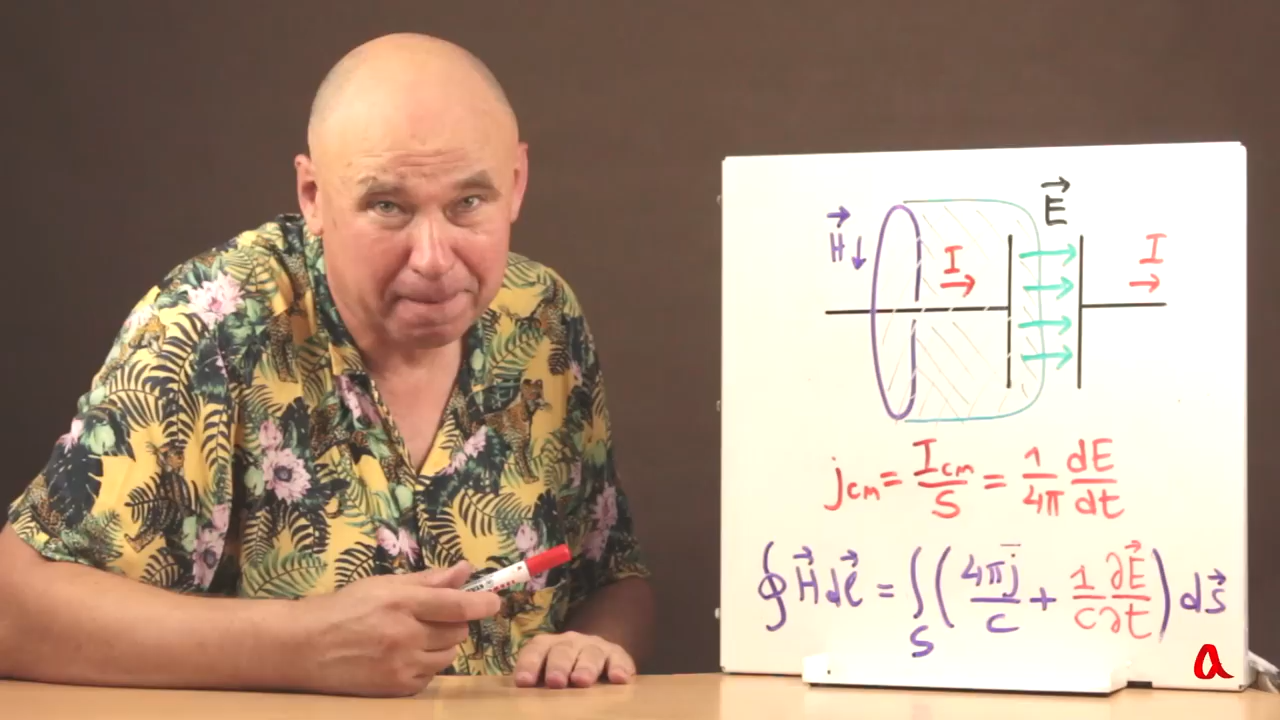 H⃗↓ I→ E⃗ I→
jсм = Iсм/S = 1/4π dE/dt
∮H⃗dℓ⃗ = ∫S(4πj⃗/c + 1/c ∂E⃗/∂t)ds⃗
a